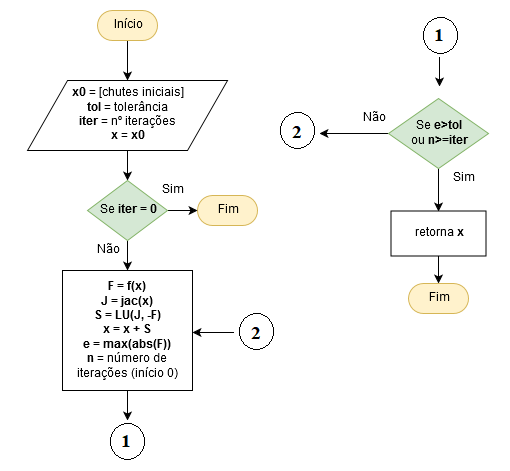 Início
x0 = [chutes iniciais]
tol = tolerância
iter = nº iterações
x = x0
Se iter = 0
Sim
Fim
Não
F = f(x)
J = jac(x)
S = LU(J, -F)
x = x + S
e = max(abs(F))
n = número de
iterações (início 0)
2
1
1
Se e>tol
ou n>=iter
Não
2
Sim
retorna x
Fim